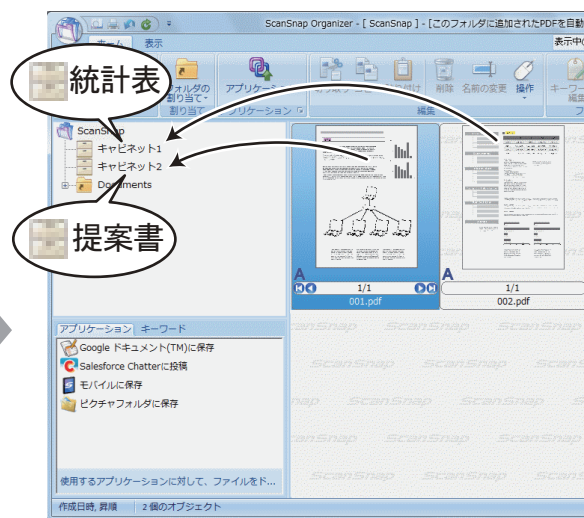 ScanSnap Organizer - [ ScanSnap ] - [このフォルダに追加されたPDFを自動
ホーム 表示
表示中の
統計表
フォルダの
割り当て
アプリケーション
切り取り
削除 名前の変更 操作
キーワード
編集
割り当て
アプリケーション
編集
ScanSnap
キャビネット1
キャビネット2
Documents
提案書
A
1/1
001.pdf
A
1/1
002.pdf
アプリケーション キーワード
Google ドキュメント(TM)に保存
Salesforce Chatterに投稿
モバイルに保存
ピクチャフォルダに保存
使用するアプリケーションに対して、ファイルをド...
作成日時, 昇順 2 個のオブジェクト